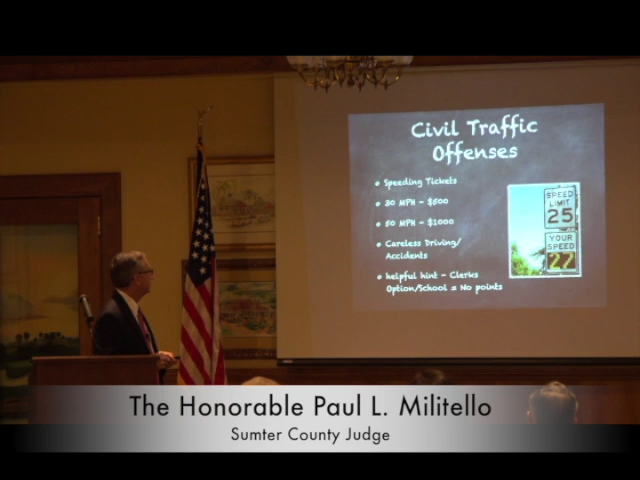 Civil Traffic
Offenses
Speeding Tickets
30 MPH - $500
50 MPH - $1000
Careless Driving/
Accidents
helpful hint - Clerks
Option/School = No points
SPEED
LIMIT
25
YOUR
SPEED
27
The Honorable Paul L. Militello
Sumter County Judge